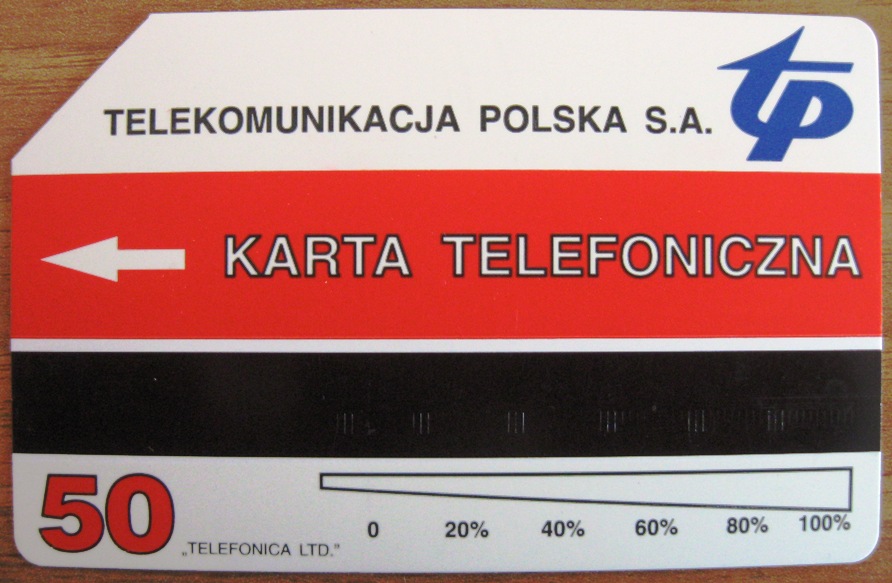 tp
TELEKOMUNIKACJA POLSKA S.A.
KARTA TELEFONICZNA
50
„TELEFONICA LTD.”
0 20% 40% 60% 80% 100%